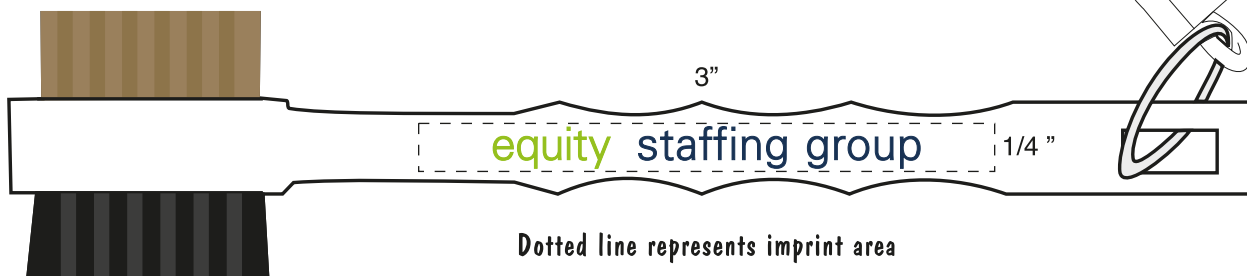 3”
equity staffing group
1/4 ”
Dotted line represents imprint area